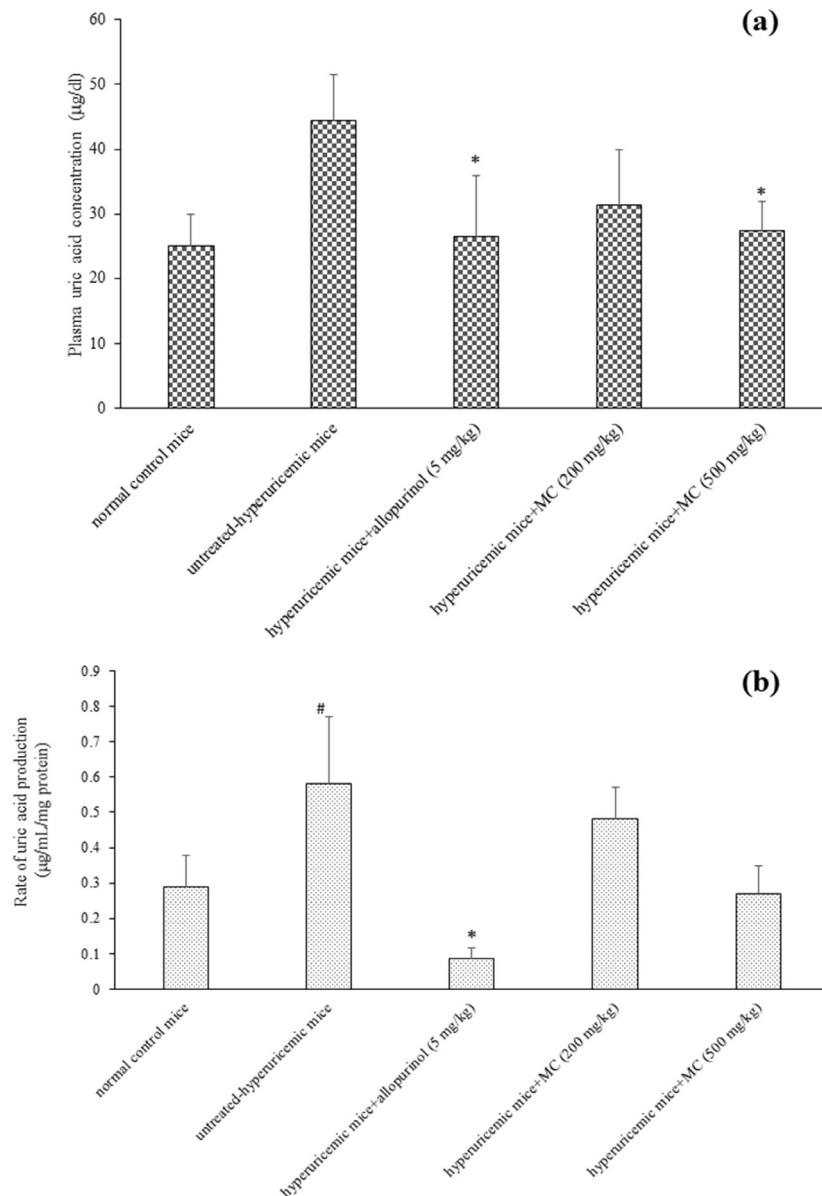 (a)
Plasma uric acid concentration (µg/dl)
60
50
40
30
20
10
0
*
*
normal control mice
untreated-hyperuricemic mice
hyperuricemic mice+allopurinol (5 mg/kg)
hyperuricemic mice+MC (200 mg/kg)
hyperuricemic mice+MC (500 mg/kg)
(b)
Rate of uric acid production
(µg/mL/mg protein)
0.9
0.8
0.7
0.6
0.5
0.4
0.3
0.2
0.1
0
#
*
normal control mice
untreated-hyperuricemic mice
hyperuricemic mice+allopurinol (5 mg/kg)
hyperuricemic mice+MC (200 mg/kg)
hyperuricemic mice+MC (500 mg/kg)